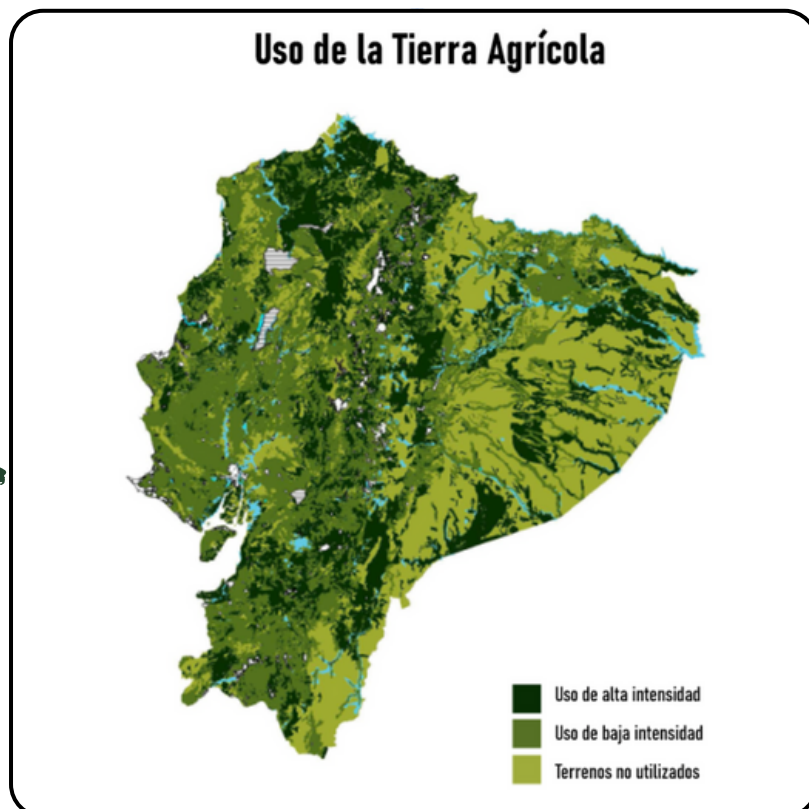 Uso de la Tierra Agrícola
Uso de alta intensidad
Uso de baja intensidad
Terrenos no utilizados